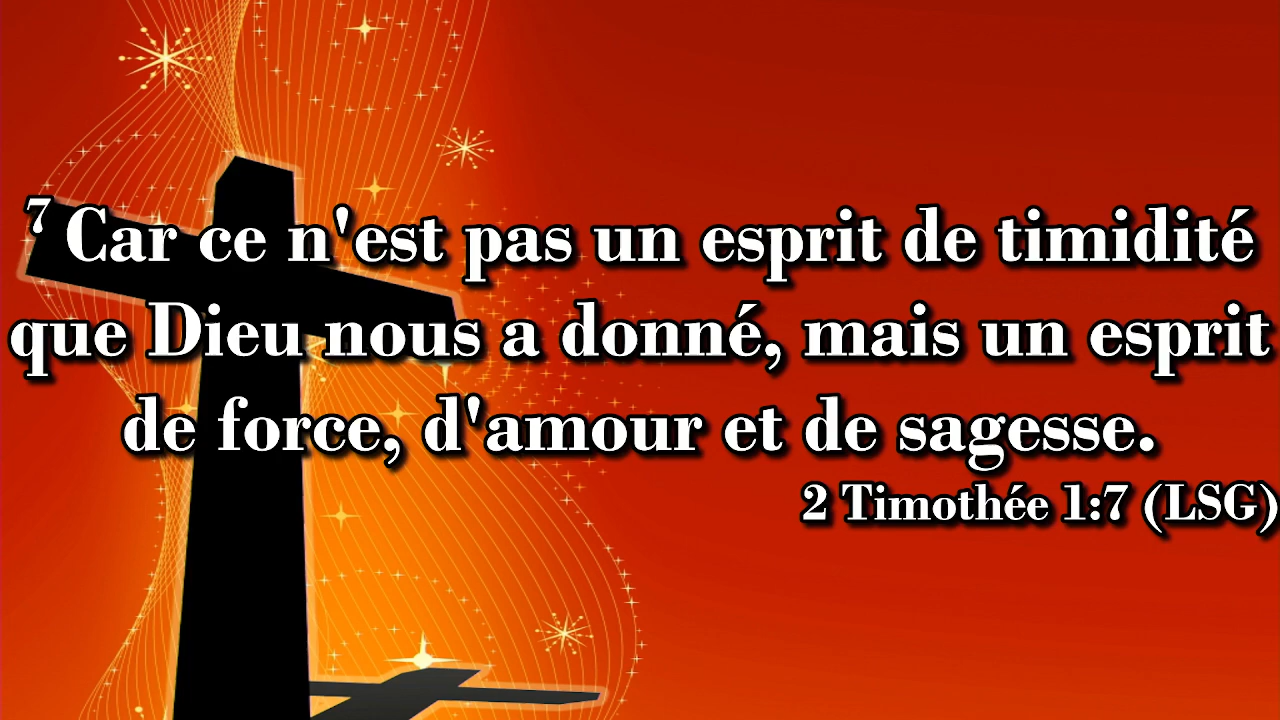 7 Car ce n'est pas un esprit de timidité
que Dieu nous a donné, mais un esprit
de force, d'amour et de sagesse.
2 Timothée 1:7 (LSG)